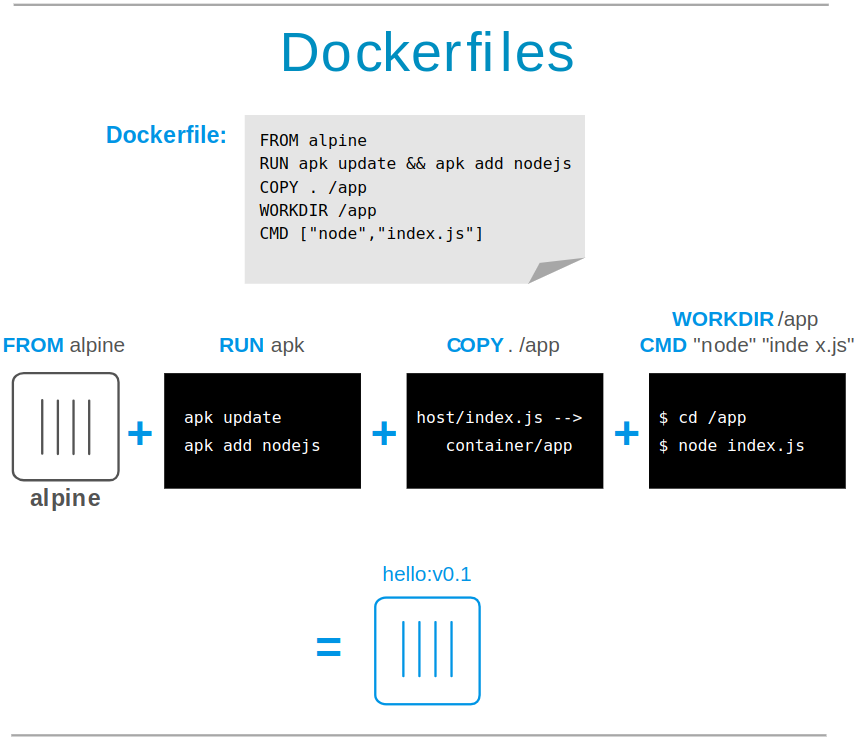 Dockerfiles
Dockerfile:
FROM alpine
RUN apk update && apk add nodejs
COPY . /app
WORKDIR /app
CMD ["node","index.js"]
FROM alpine
RUN apk
COPY . /app
WORKDIR /app
CMD "node" "inde x.js"
alpine
+
apk update
apk add nodejs
+
host/index.js -->
container/app
+
$ cd /app
$ node index.js
hello:v0.1
=